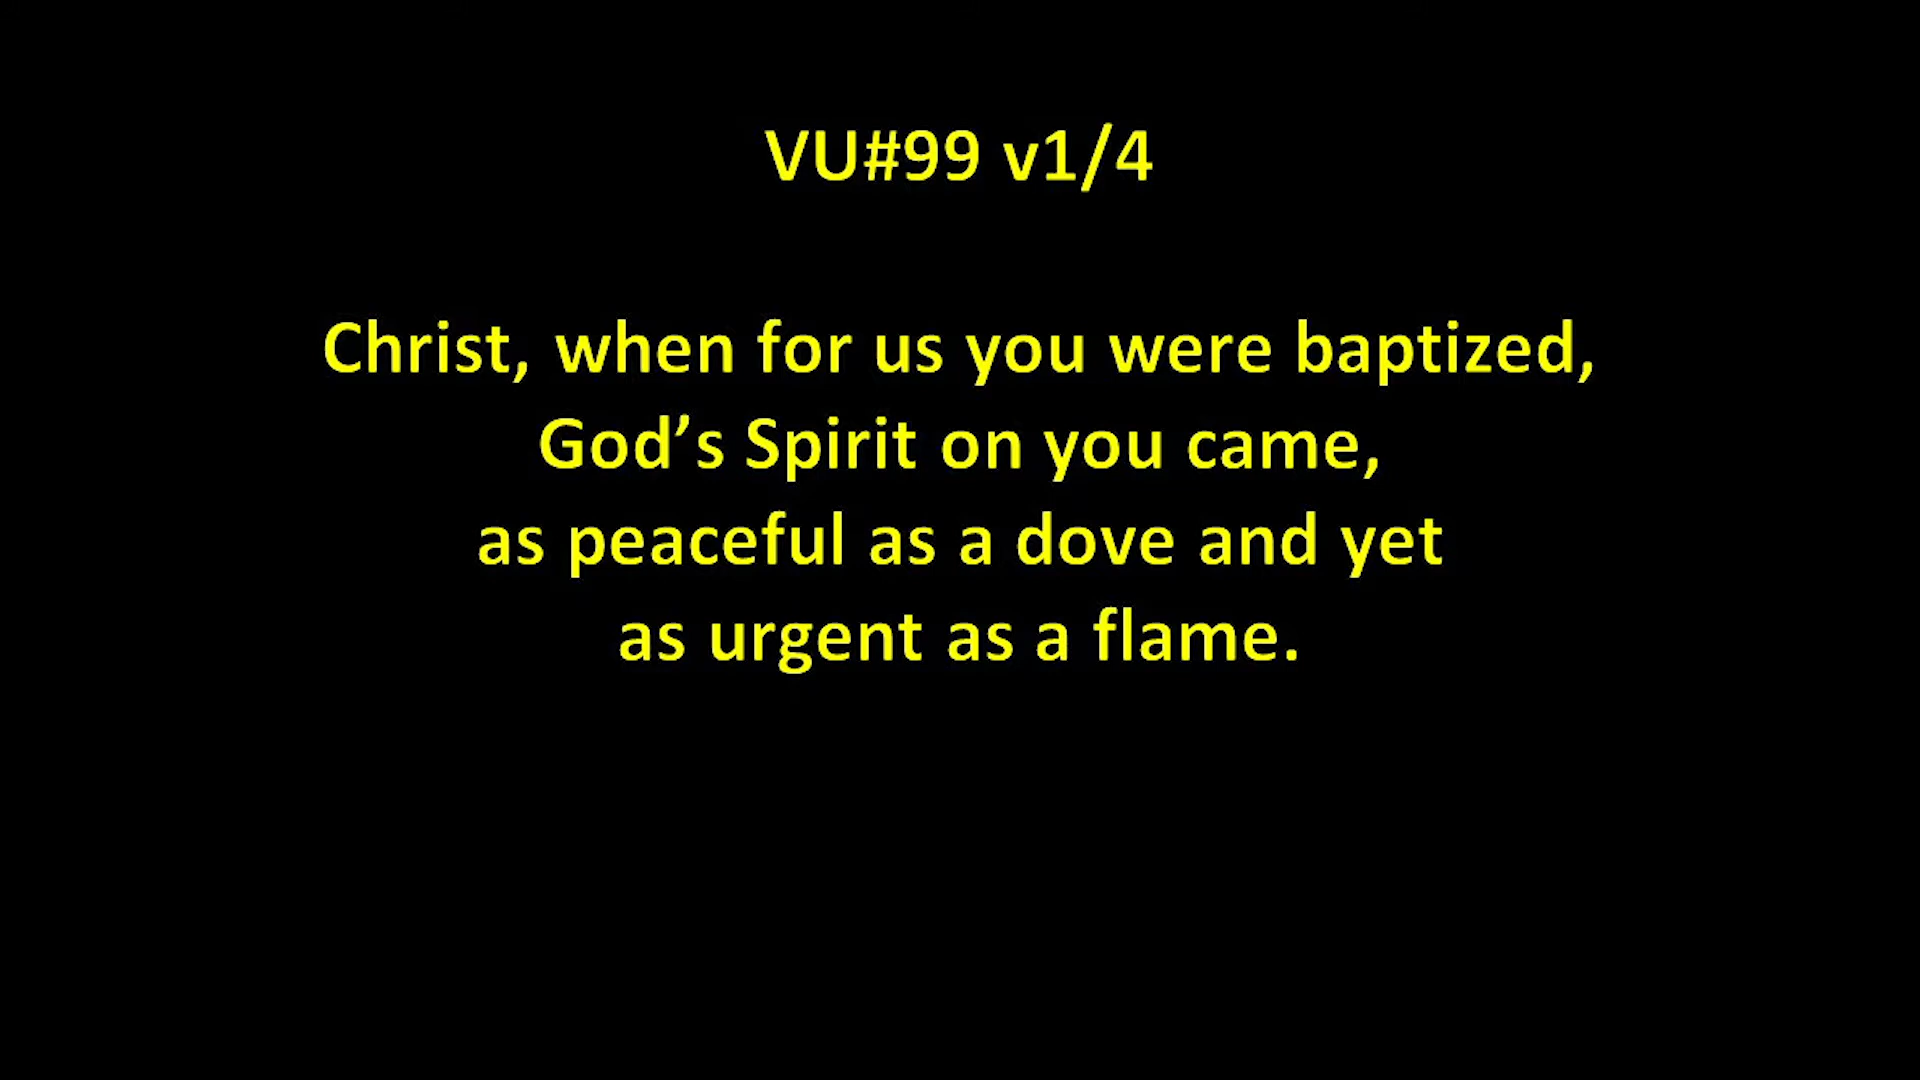 VU#99 v1/4
Christ, when for us you were baptized,
God’s Spirit on you came,
as peaceful as a dove and yet
as urgent as a flame.